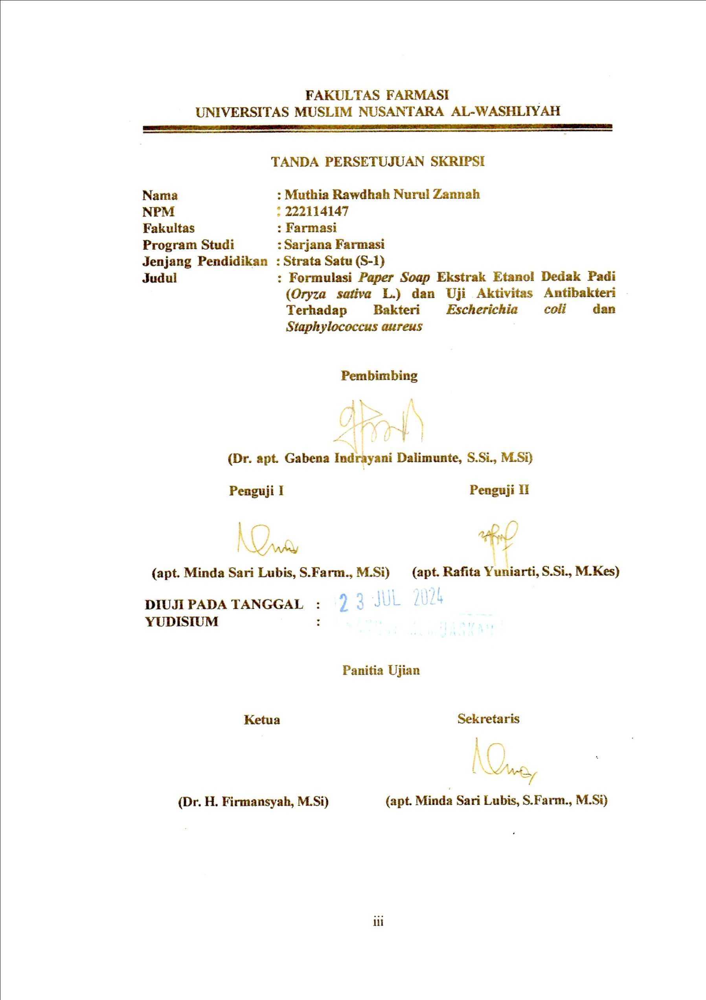 FAKULTAS FARMASI
UNIVERSITAS MUSLIM NUSANTARA AL-WASHLIYAH
TANDA PERSETUJUAN SKRIPSI
Nama : Muthia Rawdhah Nurul Zannah
NPM : 222114147
Fakultas : Farmasi
Program Studi : Sarjana Farmasi
Jenjang Pendidikan : Strata Satu (S-1)
Judul : Formulasi Paper Soap Ekstrak Etanol Dedak Padi
(Oryza sativa L.) dan Uji Aktivitas Antibakteri
Terhadap Bakteri Escherichia coli dan
Staphylococcus aureus
Pembimbing
(Dr. apt. Gabena Indrayani Dalimunte, S.Si., M.Si)
Penguji I Penguji II
(apt. Minda Sari Lubis, S.Farm., M.Si) (apt. Rafita Yuniarti, S.Si., M.Kes)
DIUJI PADA TANGGAL : 23 JUL 2024
YUDISIUM :
Panitia Ujian
Ketua Sekretaris
(Dr. H. Firmansyah, M.Si) (apt. Minda Sari Lubis, S.Farm., M.Si)
iii